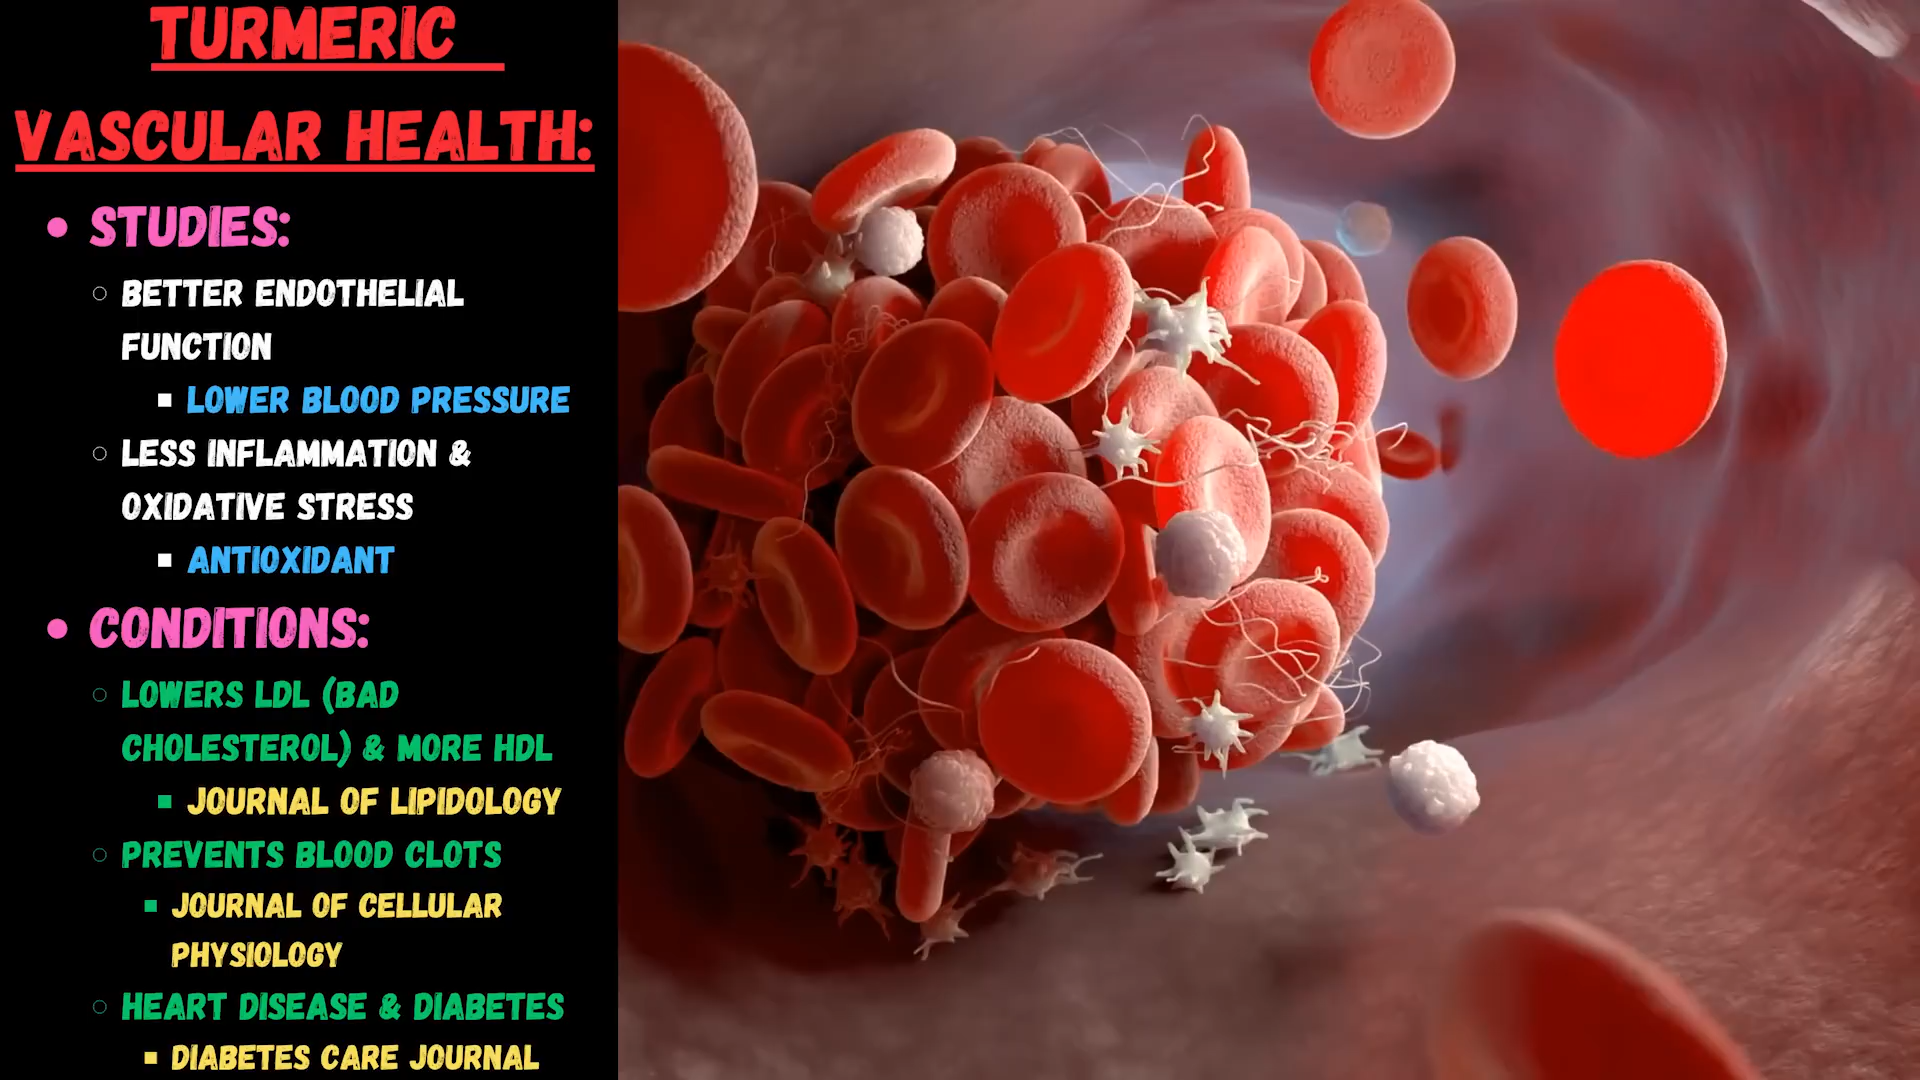 TURMERIC
VASCULAR HEALTH:
STUDIES:
BETTER ENDOTHELIAL
FUNCTION
LOWER BLOOD PRESSURE
LESS INFLAMMATION &
OXIDATIVE STRESS
ANTIOXIDANT
CONDITIONS:
LOWERS LDL (BAD
CHOLESTEROL) & MORE HDL
JOURNAL OF LIPIDOLOGY
PREVENTS BLOOD CLOTS
JOURNAL OF CELLULAR
PHYSIOLOGY
HEART DISEASE & DIABETES
DIABETES CARE JOURNAL